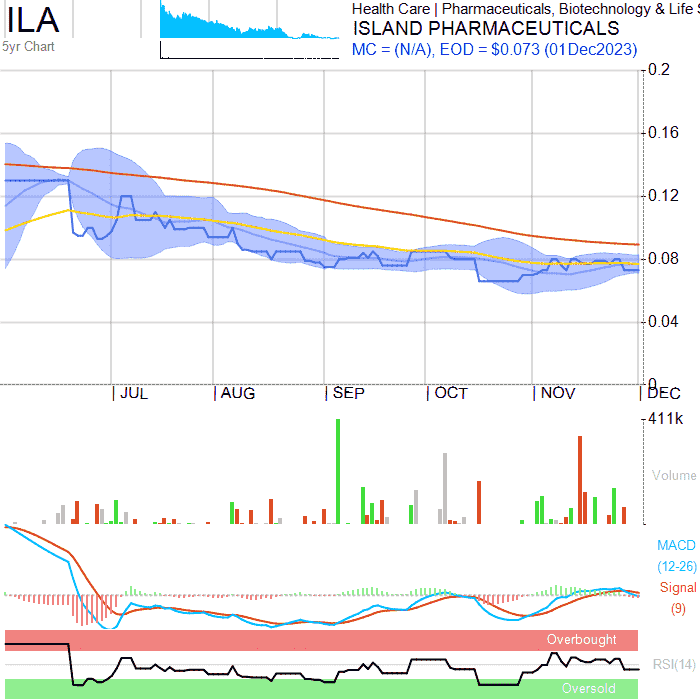 ILA
5yr Chart
Health Care | Pharmaceuticals, Biotechnology & Life S
ISLAND PHARMACEUTICALS
MC = (N/A), EOD = $0.073 (01Dec2023)
0.2
0.16
0.12
0.08
0.04
0
JUL AUG SEP OCT NOV DEC
411k
Volume
MACD
(12-26)
Signal
(9)
Overbought
RSI(14)
Oversold